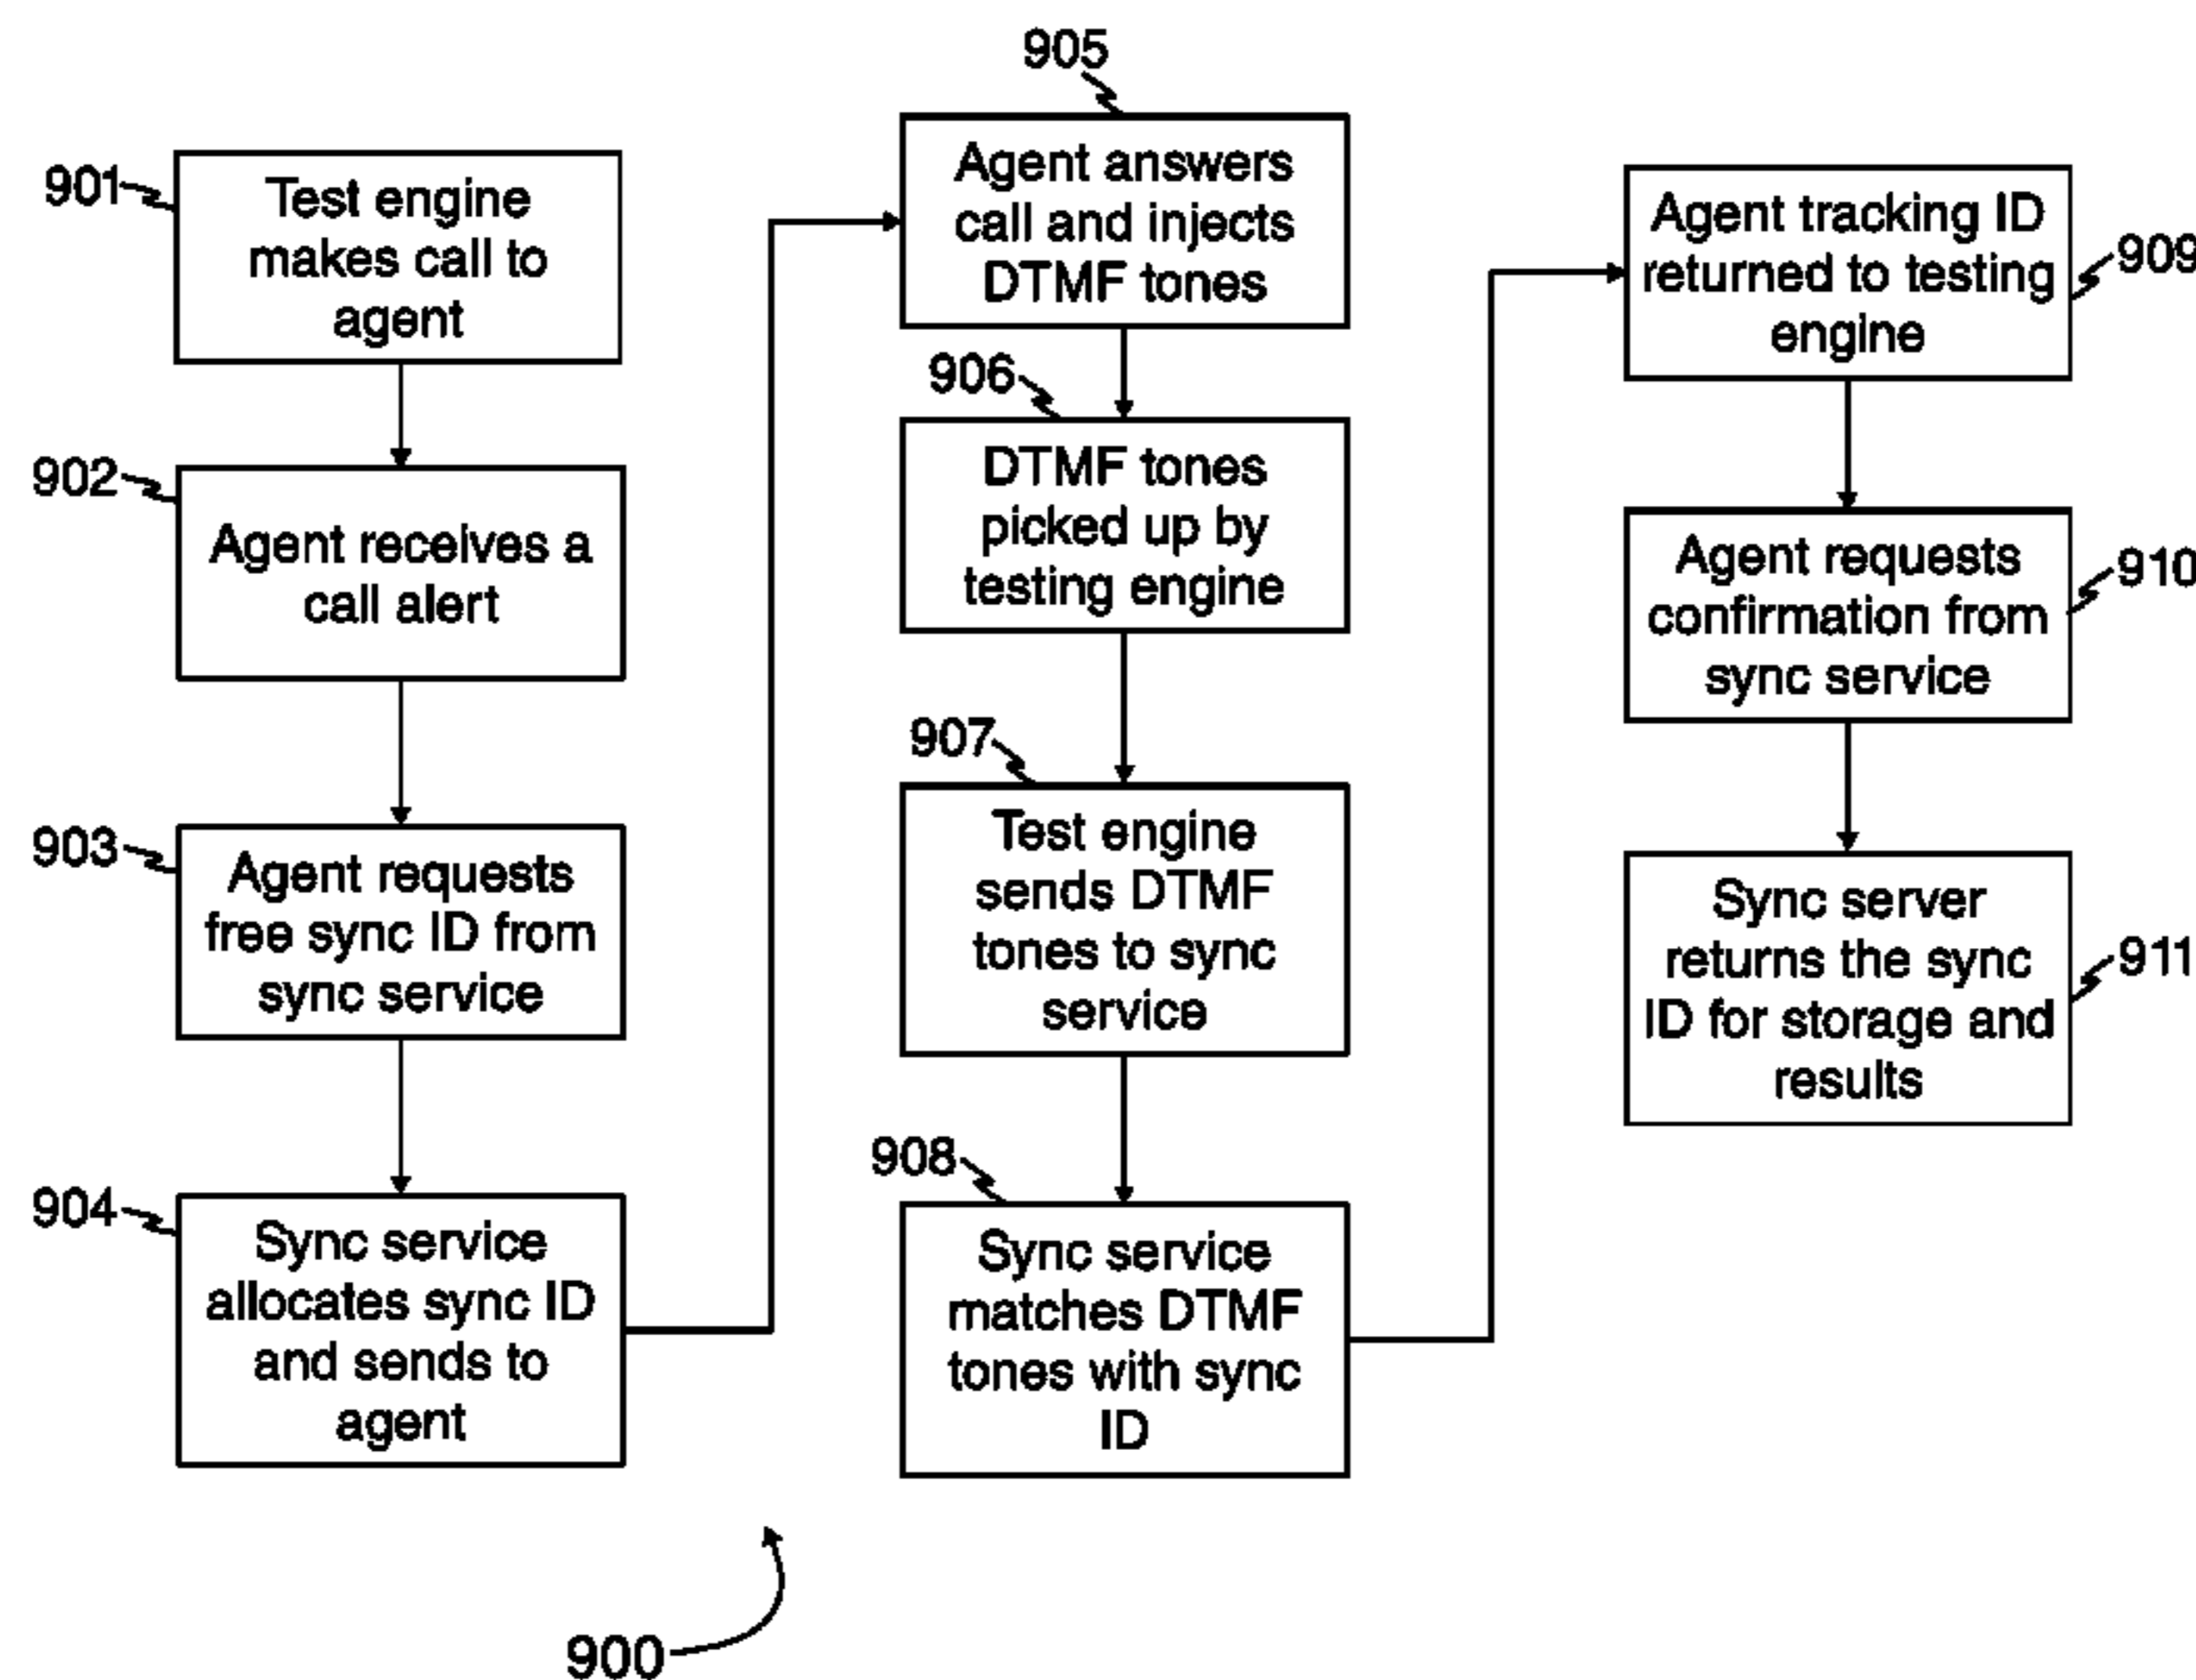 901
Test engine
makes call to
agent
902
Agent receives a
call alert
903
Agent requests
free sync ID from
sync service
904
Sync service
allocates sync ID
and sends to
agent
905
Agent answers
call and injects
DTMF tones
906
DTMF tones
picked up by
testing engine
907
Test engine
sends DTMF
tones to sync
service
908
Sync service
matches DTMF
tones with sync
ID
Agent tracking ID
returned to testing
engine
909
Agent requests
confirmation from
sync service
910
Sync server
returns the sync
ID for storage and
results
911
900